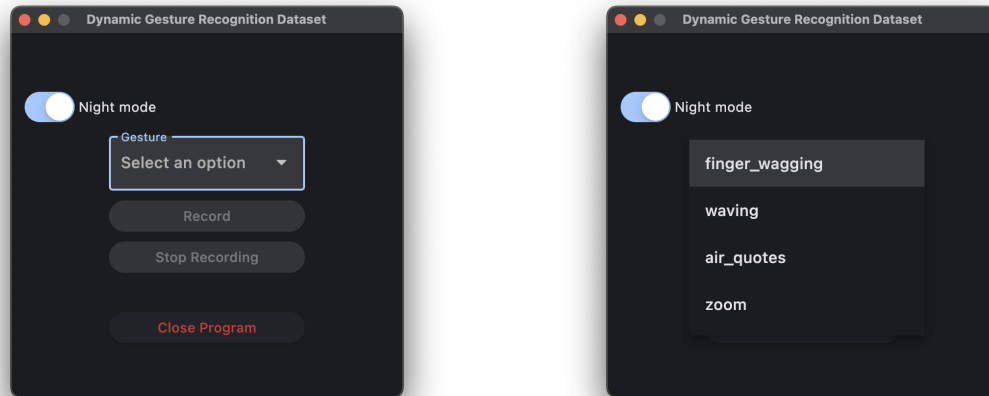 Dynamic Gesture Recognition Dataset
Night mode
Gesture
Select an option
Record
Stop Recording
Close Program
Dynamic Gesture Recognition Dataset
Night mode
finger_wagging
waving
air_quotes
zoom